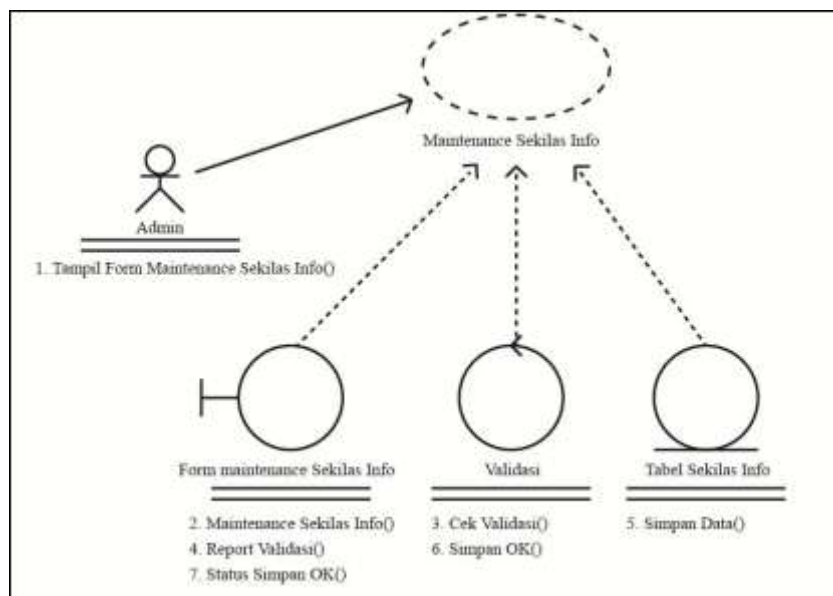 Maintenance Sekilas Info
Admin
1. Tampil Form Maintenance Sekilas Info()
Form maintenance Sekilas Info
2. Maintenance Sekilas Info()
4. Report Validasi()
7. Status Simpan OK()
Validasi
3. Cek Validasi()
6. Simpan OK()
Tabel Sekilas Info
5. Simpan Data()